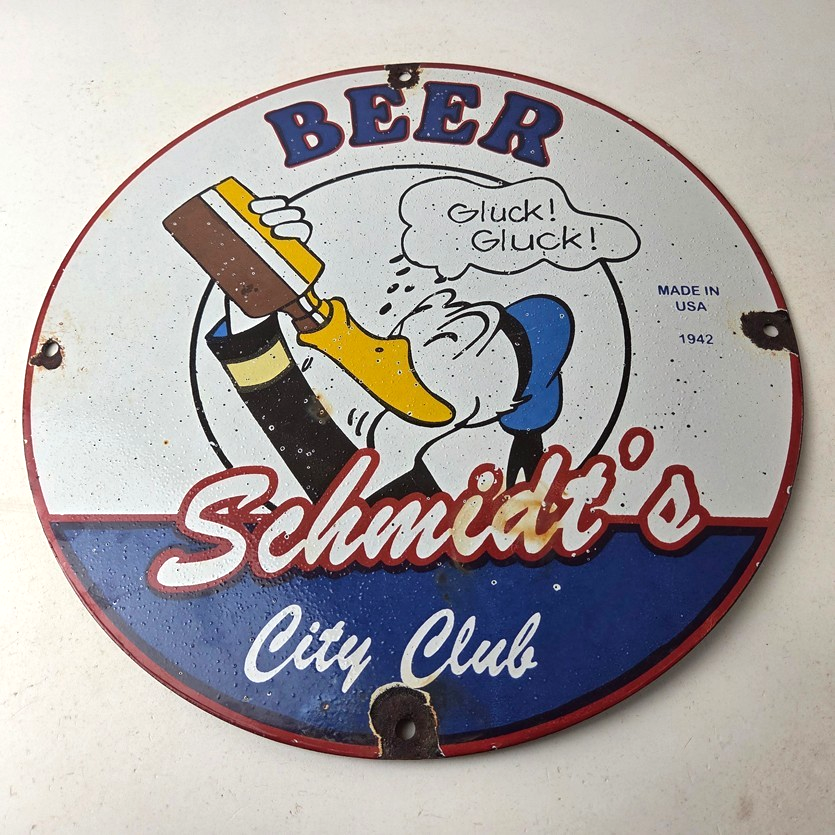 BEER
Gluck!
Gluck!
MADE IN
USA
1942
Schmidt's
City Club